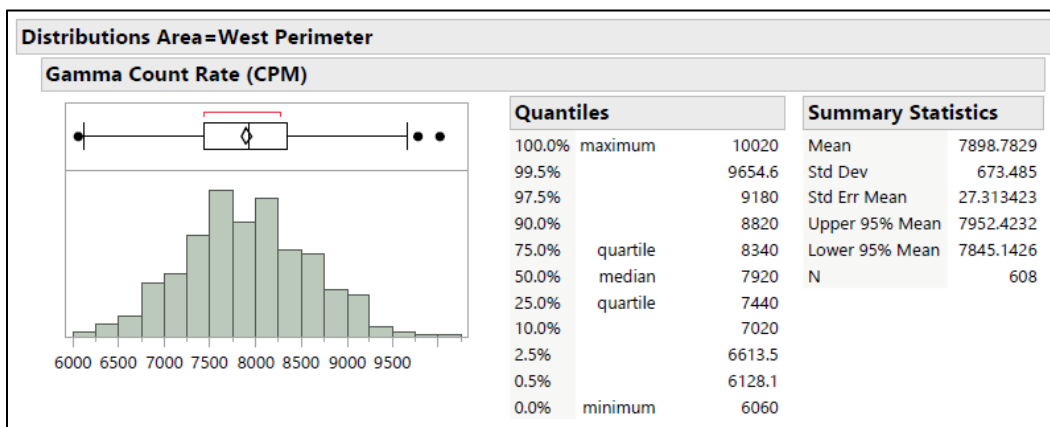 Distributions Area=West Perimeter
Gamma Count Rate (CPM)
6000 6500 7000 7500 8000 8500 9000 9500
Quantiles
100.0% maximum 10020
99.5% 9654.6
97.5% 9180
90.0% 8820
75.0% quartile 8340
50.0% median 7920
25.0% quartile 7440
10.0% 7020
2.5% 6613.5
0.5% 6128.1
0.0% minimum 6060
Summary Statistics
Mean 7898.7829
Std Dev 673.485
Std Err Mean 27.313423
Upper 95% Mean 7952.4232
Lower 95% Mean 7845.1426
N 608